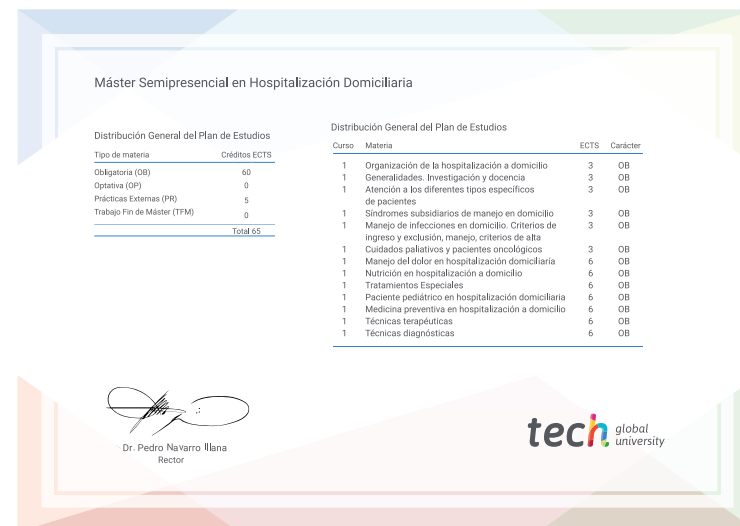 Máster Semipresencial en Hospitalización Domiciliaria
Distribución General del Plan de Estudios
Tipo de materia Créditos ECTS
Obligatoria (OB) 60
Optativa (OP) 0
Prácticas Externas (PR) 5
Trabajo Fin de Máster (TFM) 0
Total 65
Distribución General del Plan de Estudios
Curso Materia ECTS Carácter
1 Organización de la hospitalización a domicilio 3 OB
1 Generalidades. Investigación y docencia 3 OB
1 Atención a los diferentes tipos específicos 3 OB
de pacientes
1 Síndromes subsidiarios de manejo en domicilio 3 OB
1 Manejo de infecciones en domicilio. Criterios de 3 OB
ingreso y exclusión, manejo, criterios de alta
1 Cuidados paliativos y pacientes oncológicos 3 OB
1 Manejo del dolor en hospitalización domiciliaría 6 OB
1 Nutrición en hospitalización a domicilio 6 OB
1 Tratamientos Especiales 6 OB
1 Paciente pediátrico en hospitalización domiciliaria 6 OB
1 Medicina preventiva en hospitalización a domicilio 6 OB
1 Técnicas terapéuticas 6 OB
1 Técnicas diagnósticas 6 OB
Dr. Pedro Navarro Illana
Rector
tech global
university